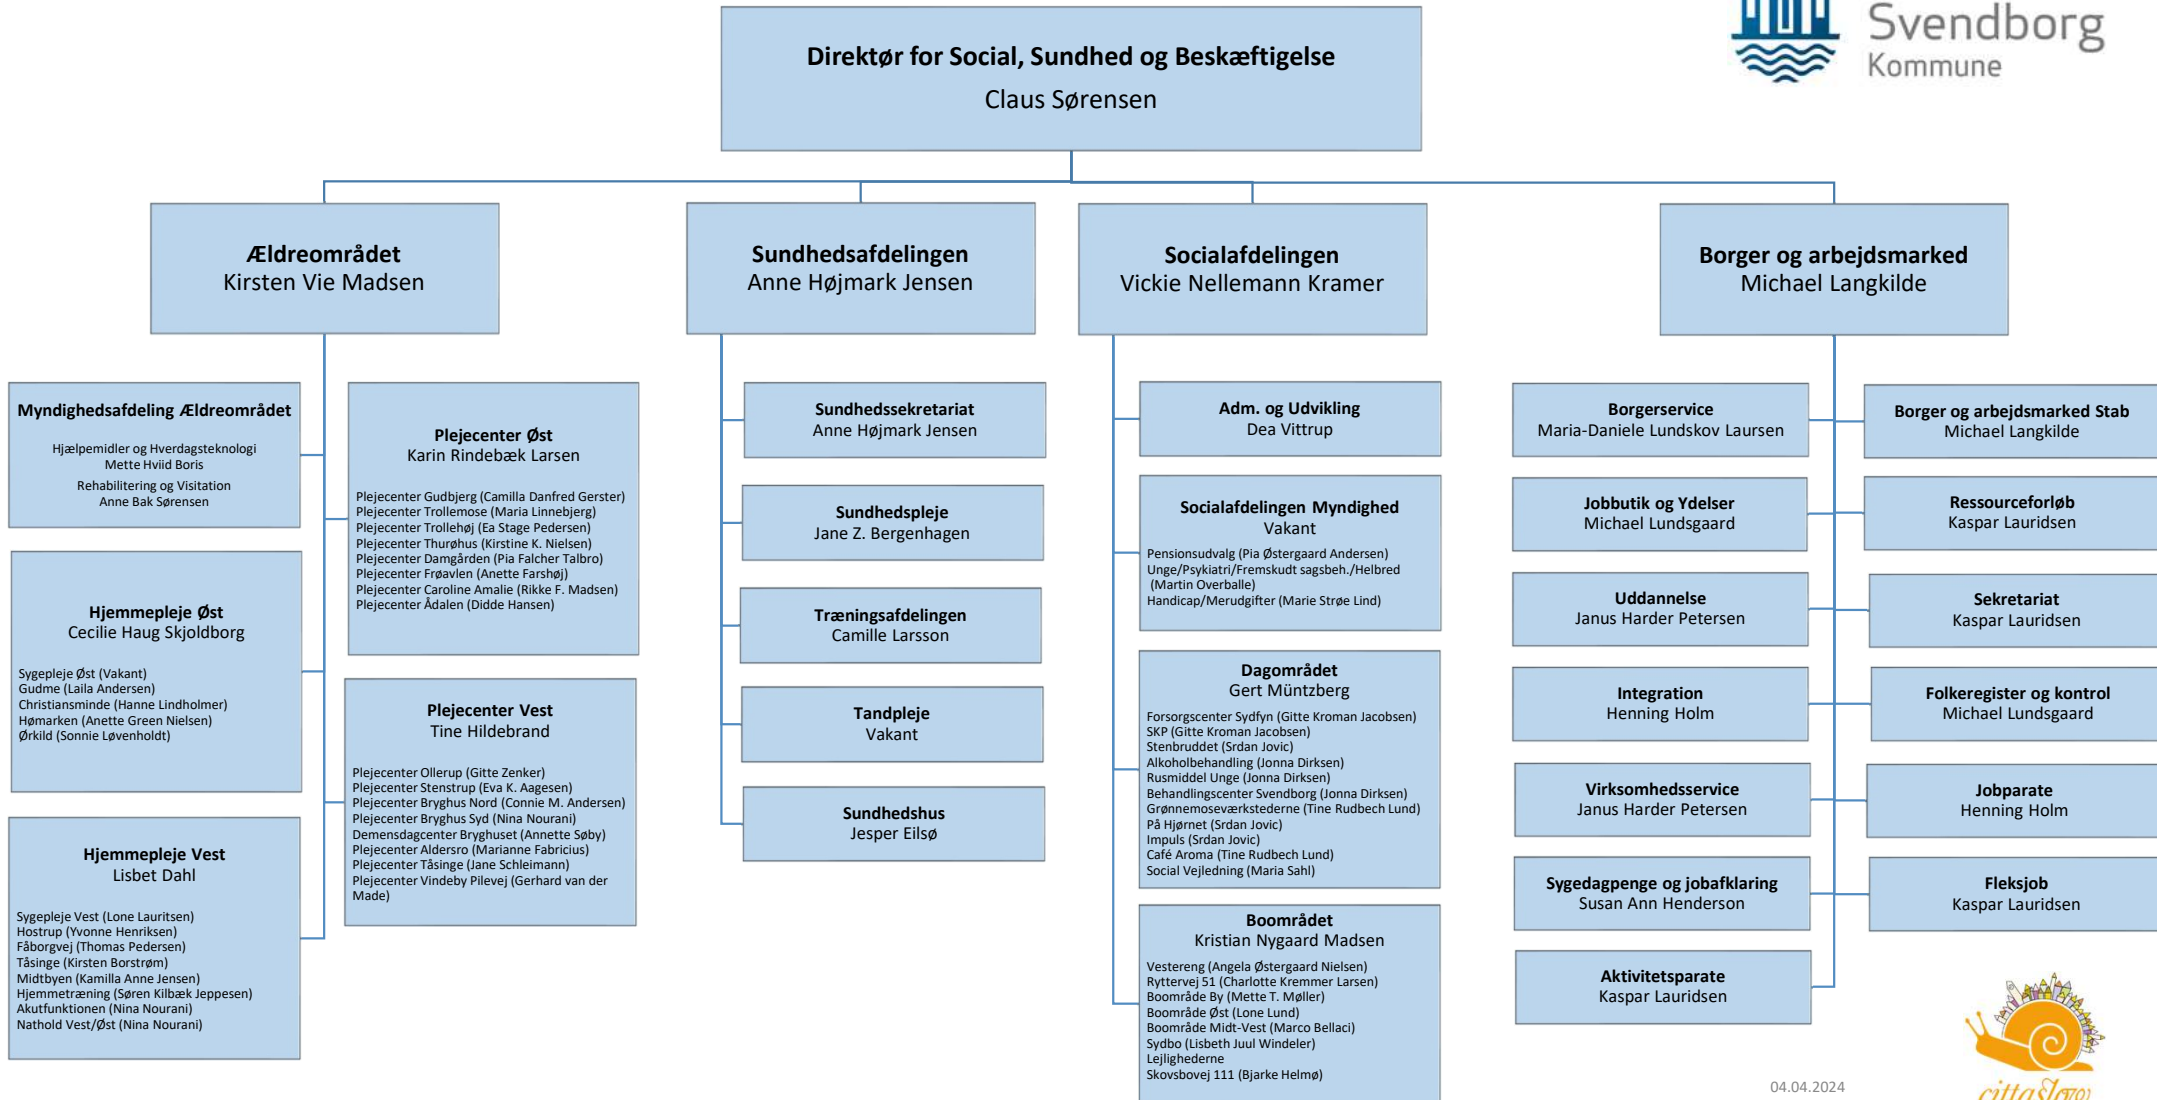 Svendborg
Kommune
Direktør for Social, Sundhed og Beskæftigelse
Claus Sørensen
Ældreområdet
Kirsten Vie Madsen
Sundhedsafdelingen
Anne Højmark Jensen
Socialafdelingen
Vickie Nellemann Kramer
Borger og arbejdsmarked
Michael Langkilde
Myndighedsafdeling Ældreområdet
Hjælpemidler og Hverdagsteknologi
Mette Hviid Boris
Rehabilitering og Visitation
Anne Bak Sørensen
Hjemmepleje Øst
Cecilie Haug Skjoldborg
Sygepleje Øst (Vakant)
Gudme (Laila Andersen)
Christiansminde (Hanne Lindholmer)
Hømarken (Anette Green Nielsen)
Ørkild (Sonnie Løvenholdt)
Hjemmepleje Vest
Lisbet Dahl
Sygepleje Vest (Lone Lauritsen)
Hostrup (Yvonne Henriksen)
Fåborgvej (Thomas Pedersen)
Tåsinge (Kirsten Borstrøm)
Midtbyen (Kamilla Anne Jensen)
Hjemmetræning (Søren Kilbæk Jeppesen)
Akutfunktionen (Nina Nourani)
Nathold Vest/Øst (Nina Nourani)
Plejecenter Øst
Karin Rindebæk Larsen
Plejecenter Gudbjerg (Camilla Danfred Gerster)
Plejecenter Trollemose (Maria Linnebjerg)
Plejecenter Trollehøj (Ea Stage Pedersen)
Plejecenter Thurøhus (Kirstine K. Nielsen)
Plejecenter Damgården (Pia Falcher Talbro)
Plejecenter Frøavlen (Anette Farshøj)
Plejecenter Caroline Amalie (Rikke F. Madsen)
Plejecenter Ådalen (Didde Hansen)
Plejecenter Vest
Tine Hildebrand
Plejecenter Ollerup (Gitte Zenker)
Plejecenter Stenstrup (Eva K. Aagesen)
Plejecenter Bryghus Nord (Connie M. Andersen)
Plejecenter Bryghus Syd (Nina Nourani)
Demensdagcenter Bryghuset (Annette Søby)
Plejecenter Aldersro (Marianne Fabricius)
Plejecenter Tåsinge (Jane Schleimann)
Plejecenter Vindeby Pilevej (Gerhard van der
Made)
Sundhedssekretariat
Anne Højmark Jensen
Sundhedspleje
Jane Z. Bergenhagen
Træningsafdelingen
Camille Larsson
Tandpleje
Vakant
Sundhedshus
Jesper Eilsø
Adm. og Udvikling
Dea Vittrup
Socialafdelingen Myndighed
Vakant
Pensionsudvalg (Pia Østergaard Andersen)
Unge/Psykiatri/Fremskudt sagsbeh./Helbred
(Martin Overballe)
Handicap/Merudgifter (Marie Strøe Lind)
Dagområdet
Gert Müntzberg
Forsorgscenter Sydfyn (Gitte Kroman Jacobsen)
SKP (Gitte Kroman Jacobsen)
Stenbruddet (Srdan Jovic)
Alkoholbehandling (Jonna Dirksen)
Rusmiddel Unge (Jonna Dirksen)
Behandlingscenter Svendborg (Jonna Dirksen)
Grønnemoseværkstederne (Tine Rudbech Lund)
På Hjørnet (Srdan Jovic)
Impuls (Srdan Jovic)
Café Aroma (Tine Rudbech Lund)
Social Vejledning (Maria Sahl)
Boområdet
Kristian Nygaard Madsen
Vestereng (Angela Østergaard Nielsen)
Ryttervej 51 (Charlotte Kremmer Larsen)
Boområde By (Mette T. Møller)
Boområde Øst (Lone Lund)
Boområde Midt-Vest (Marco Bellaci)
Sydbo (Lisbeth Juul Windeler)
Lejlighederne
Skovsbovej 111 (Bjarke Helmø)
Borgerservice
Maria-Daniele Lundskov Laursen
Jobbutik og Ydelser
Michael Lundsgaard
Uddannelse
Janus Harder Petersen
Integration
Henning Holm
Virksomhedsservice
Janus Harder Petersen
Sygedagpenge og jobafklaring
Susan Ann Henderson
Aktivitetsparate
Kaspar Lauridsen
Borger og arbejdsmarked Stab
Michael Langkilde
Ressourceforløb
Kaspar Lauridsen
Sekretariat
Kaspar Lauridsen
Folkeregister og kontrol
Michael Lundsgaard
Jobparate
Henning Holm
Fleksjob
Kaspar Lauridsen
04.04.2024
cittaslow